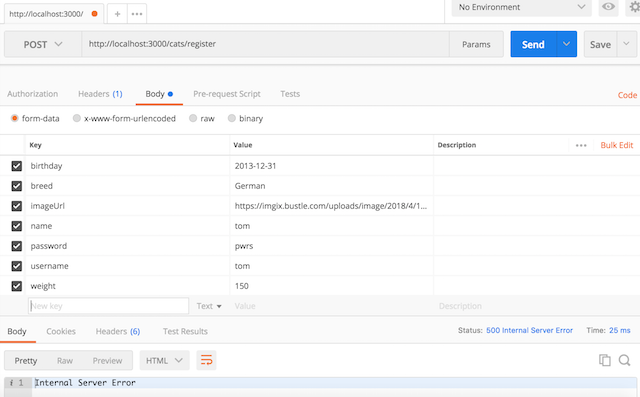 http://localhost:3000/
No Environment
POST http://localhost:3000/cats/register Params Send Save
Authorization Headers (1) Body Pre-request Script Tests Code
form-data x-www-form-urlencoded raw binary
Key Value Description Bulk Edit
birthday 2013-12-31
breed German
imageUrl https://imgix.bustle.com/uploads/image/2018/4/1...
name tom
password pwrs
username tom
weight 150
New key Text Value Description
Body Cookies Headers (6) Test Results Status: 500 Internal Server Error Time: 25 ms
Pretty Raw Preview HTML
i 1 Internal Server Error